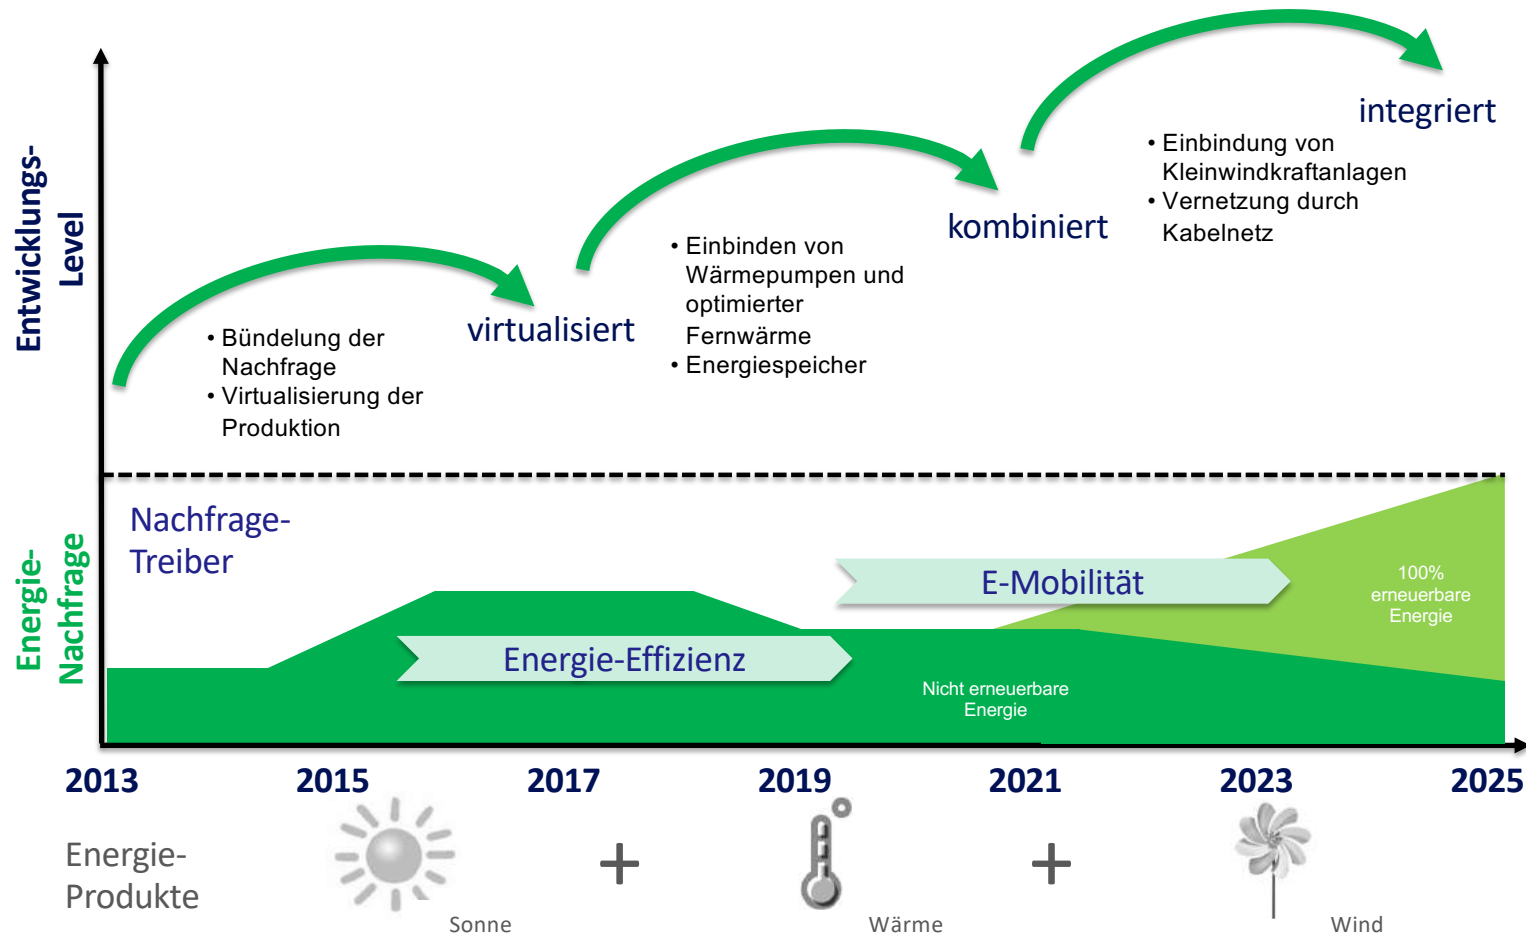 Entwicklungs-
Level
integriert
• Einbindung von
Kleinwindkraftanlagen
• Vernetzung durch
Kabelnetz
kombiniert
• Einbinden von
Wärmepumpen und
optimierter
Fernwärme
• Energiespeicher
virtualisiert
• Bündelung der
Nachfrage
• Virtualisierung der
Produktion
Energie-
Nachfrage
Nachfrage-
Treiber
E-Mobilität
100%
erneuerbare
Energie
Energie-Effizienz
Nicht erneuerbare
Energie
2013 2015 2017 2019 2021 2023 2025
Energie-
Produkte
+ +
Sonne Wärme Wind